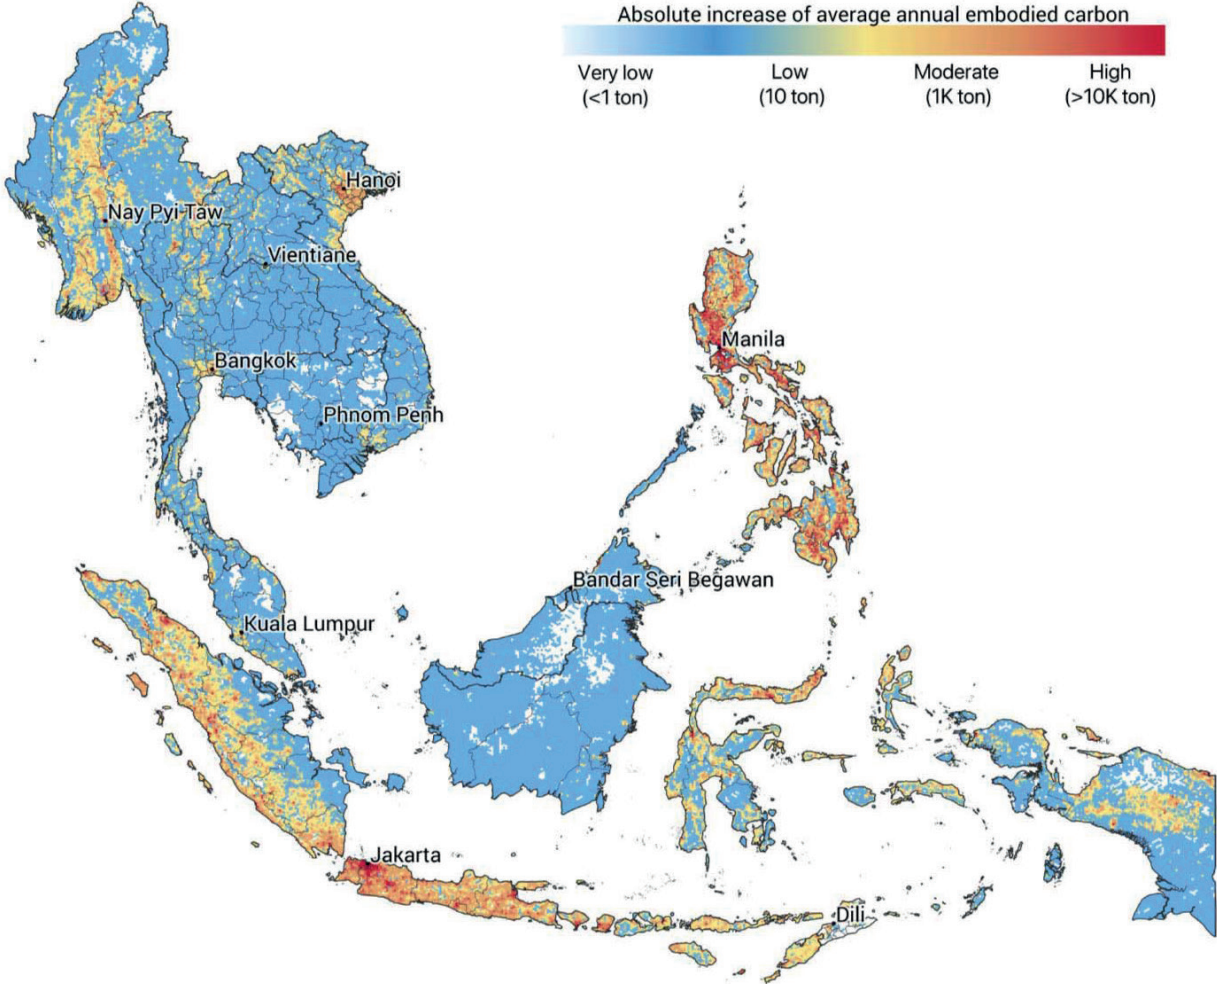 Absolute increase of average annual embodied carbon
Very low Low Moderate High
(<1 ton) (10 ton) (1K ton) (>10K ton)
Hanoi
Nay Pyi Taw
Vientiane
Manila
Bangkok
Phnom Penh
Bandar Seri Begawan
Kuala Lumpur
Jakarta
Dili